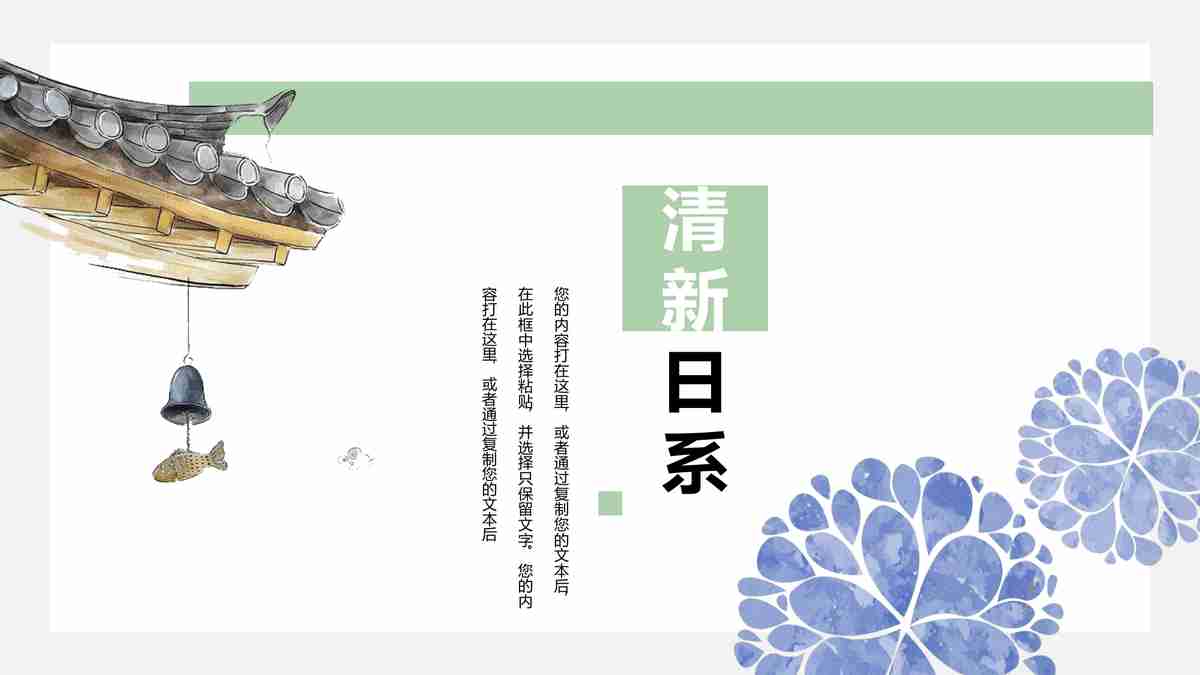 清新日系
您的内容打在这里，或者通过复制您的文本后，
在此框中选择粘贴，并选择只保留文字。您的内
容打在这里，或者通过复制您的文本后